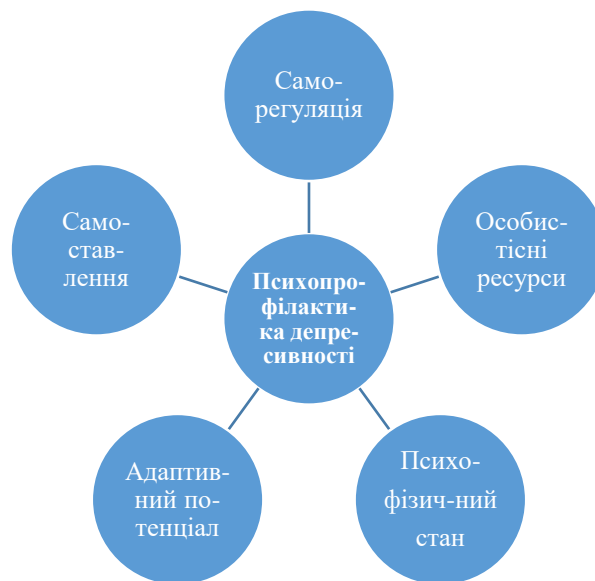 Само-
регуляція
Особис-
тісні
ресурси
Психо-
фізич-ний
стан
Адаптив-
ний по-
тенціал
Само-
став-
лення
Психопро-
філакти-
ка депре-
сивності